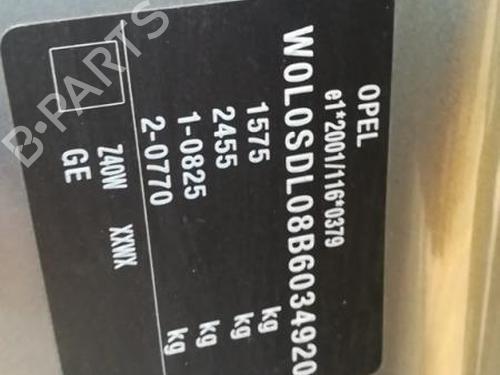 OPEL
e1*2001/116*0379
W0L0SDL08B6034920
1575 kg
2455 kg
1-0825 kg
2-0770 kg
Z40W XXWX
GE
B-PARTS